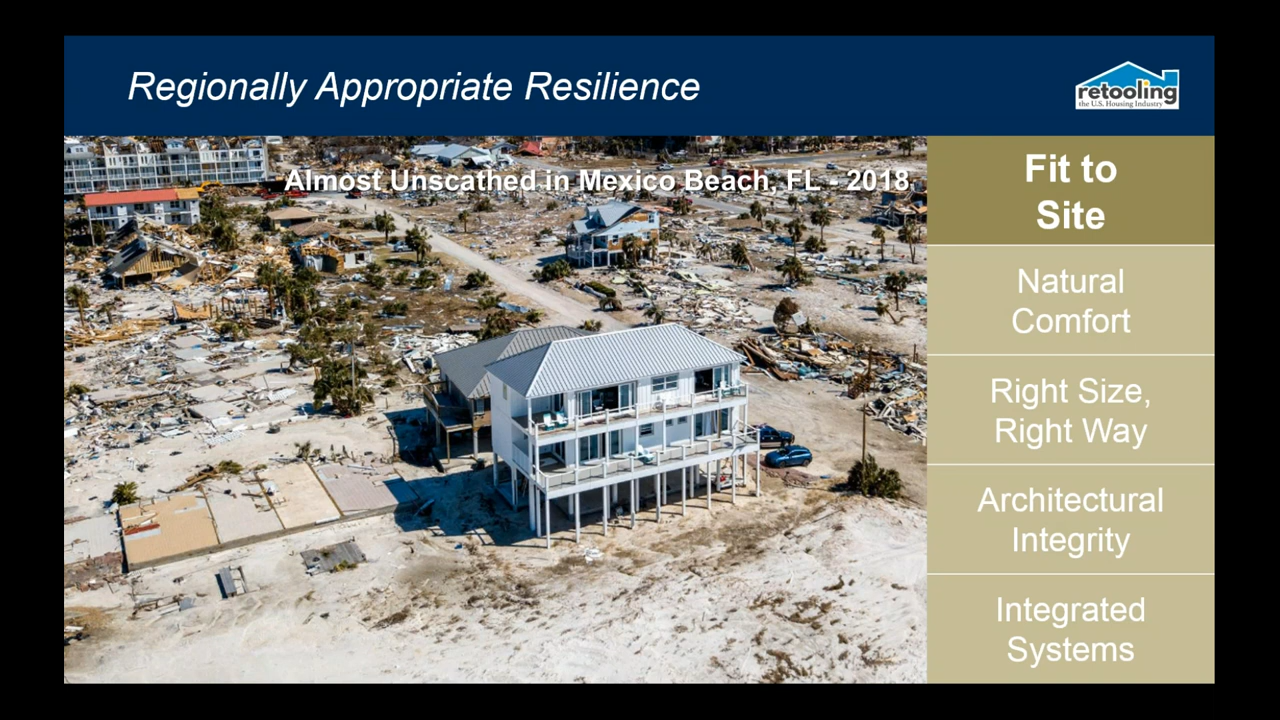 Regionally Appropriate Resilience
retooling
the U.S. Housing Industry
Almost Unscathed in Mexico Beach, FL - 2018
Fit to
Site
Natural
Comfort
Right Size,
Right Way
Architectural
Integrity
Integrated
Systems